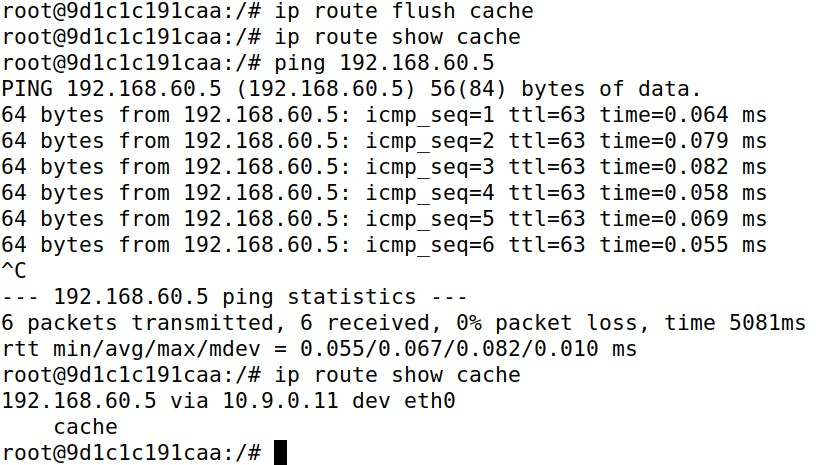 root@9d1c1c191caa:/# ip route flush cache
root@9d1c1c191caa:/# ip route show cache
root@9d1c1c191caa:/# ping 192.168.60.5
PING 192.168.60.5 (192.168.60.5) 56(84) bytes of data.
64 bytes from 192.168.60.5: icmp_seq=1 ttl=63 time=0.064 ms
64 bytes from 192.168.60.5: icmp_seq=2 ttl=63 time=0.079 ms
64 bytes from 192.168.60.5: icmp_seq=3 ttl=63 time=0.082 ms
64 bytes from 192.168.60.5: icmp_seq=4 ttl=63 time=0.058 ms
64 bytes from 192.168.60.5: icmp_seq=5 ttl=63 time=0.069 ms
64 bytes from 192.168.60.5: icmp_seq=6 ttl=63 time=0.055 ms
^C
--- 192.168.60.5 ping statistics ---
6 packets transmitted, 6 received, 0% packet loss, time 5081ms
rtt min/avg/max/mdev = 0.055/0.067/0.082/0.010 ms
root@9d1c1c191caa:/# ip route show cache
192.168.60.5 via 10.9.0.11 dev eth0
    cache
root@9d1c1c191caa:/#